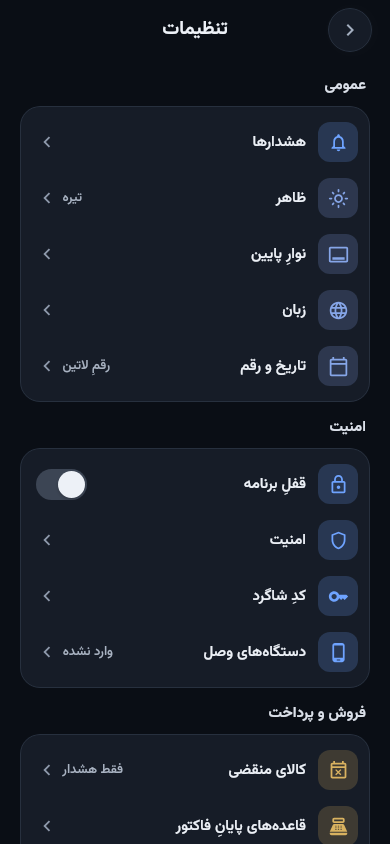 تنظیمات
عمومی
هشدارها
ظاهر تیره
نوارِ پایین
زبان
تاریخ و رقم رقمِ لاتین
امنیت
قفلِ برنامه
امنیت
کدِ شاگرد
دستگاه‌های وصل وارد نشده
فروش و پرداخت
کالای منقضی فقط هشدار
قاعده‌های پایانِ فاکتور